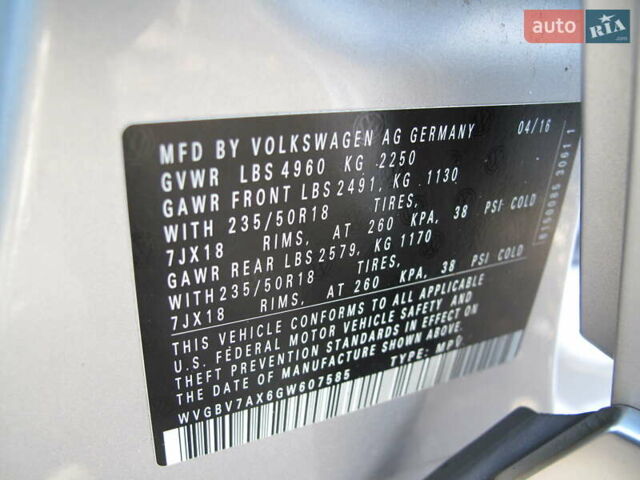 auto RIA .com
MFD BY VOLKSWAGEN AG GERMANY 04/16
GVWR LBS 4960 KG 2250
GAWR FRONT LBS 2491, KG 1130
WITH 235/50R18 TIRES,
7JX18 RIMS, AT 260 KPA, 38 PSI COLD
GAWR REAR LBS 2579, KG 1170
WITH 235/50R18 TIRES,
7JX18 RIMS, AT 260 KPA, 38 PSI COLD
THIS VEHICLE CONFORMS TO ALL APPLICABLE
U.S. FEDERAL MOTOR VEHICLE SAFETY AND
THEFT PREVENTION STANDARDS IN EFFECT ON
THE DATE OF MANUFACTURE SHOWN ABOVE.
WVGBV7AX6GW607585 TYPE: MPV